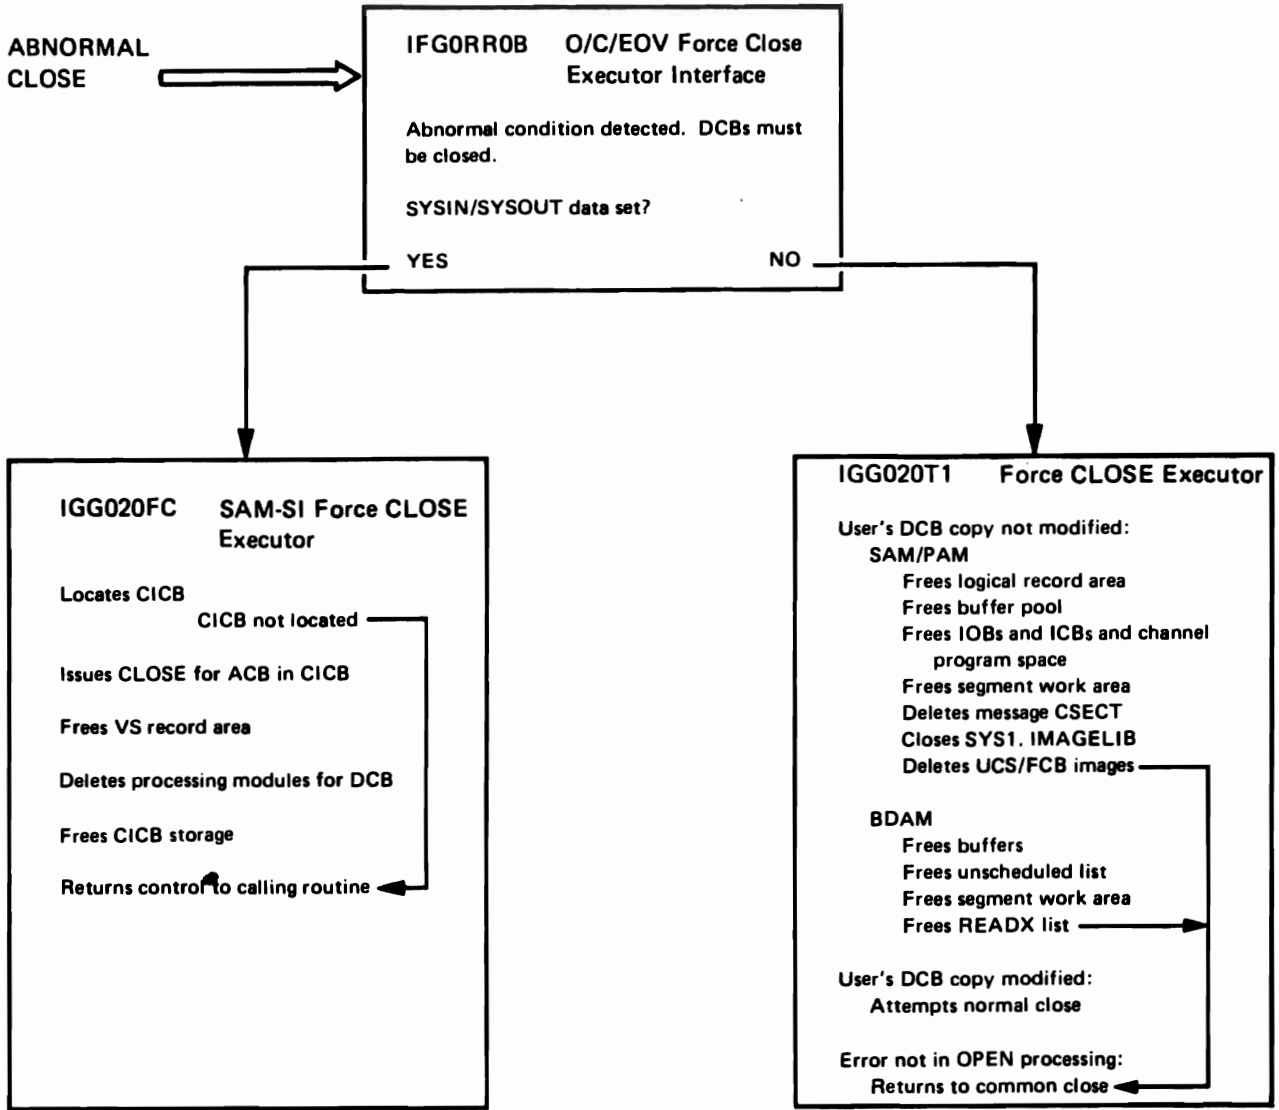 ABNORMAL
CLOSE
IFG0RR0B O/C/EOV Force Close
Executor Interface
Abnormal condition detected. DCBs must
be closed.
SYSIN/SYSOUT data set?
YES NO
IGG020FC SAM-SI Force CLOSE
Executor
Locates CICB
CICB not located
Issues CLOSE for ACB in CICB
Frees VS record area
Deletes processing modules for DCB
Frees CICB storage
Returns control to calling routine
IGG020T1 Force CLOSE Executor
User's DCB copy not modified:
SAM/PAM
Frees logical record area
Frees buffer pool
Frees IOBs and ICBs and channel
program space
Frees segment work area
Deletes message CSECT
Closes SYS1. IMAGELIB
Deletes UCS/FCB images
BDAM
Frees buffers
Frees unscheduled list
Frees segment work area
Frees READX list
User's DCB copy modified:
Attempts normal close
Error not in OPEN processing:
Returns to common close